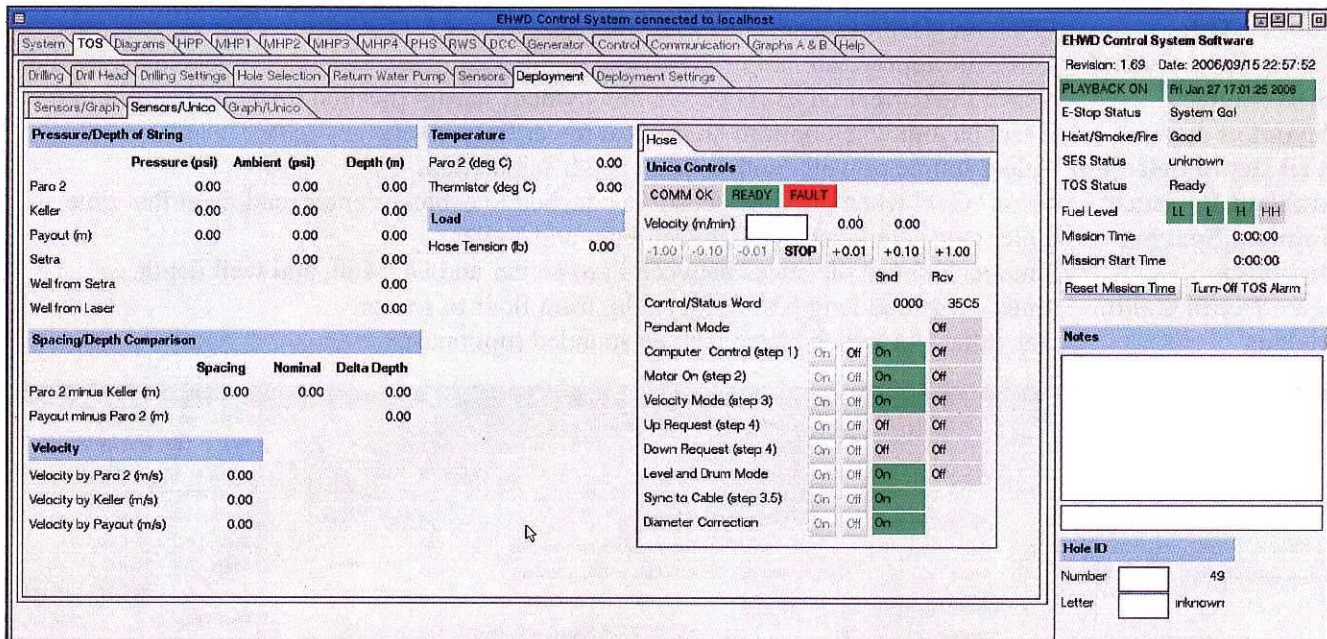 EHWD Control System connected to localhost
System TOS Diagrams HPP MHP1 MHP2 MHP3 MHP4 PHS RWS DCC Generator Control Communication Graphs A & B Help
Drilling Drill Head Drilling Settings Hole Selection Return Water Pump Sensors Deployment Deployment Settings
Sensors/Graph Sensors/Unico Graph/Unico
Pressure/Depth of String
Pressure (psi) Ambient (psi) Depth (m)
Paro 2 0.00 0.00 0.00
Keller 0.00 0.00 0.00
Payout (m) 0.00 0.00 0.00
Setra 0.00 0.00
Well from Setra 0.00
Well from Laser 0.00
Spacing/Depth Comparison
Spacing Nominal Delta Depth
Paro 2 minus Keller (m) 0.00 0.00 0.00
Payout minus Paro 2 (m) 0.00
Velocity
Velocity by Paro 2 (m/s) 0.00
Velocity by Keller (m/s) 0.00
Velocity by Payout (m/s) 0.00
Temperature
Paro 2 (deg C) 0.00
Thermistor (deg C) 0.00
Load
Hose Tension (lb) 0.00
Hose
Unico Controls
COMM OK READY FAULT
Velocity (m/min) 0.00 0.00
-1.00 -0.10 -0.01 STOP +0.01 +0.10 +1.00
Snd Rcv
Control/Status Word 0000 35C5
Pendant Mode Off
Computer Control (step 1) On Off On Off
Motor On (step 2) On Off On Off
Velocity Mode (step 3) On Off On Off
Up Request (step 4) On Off Off Off
Down Request (step 4) On Off Off Off
Level and Drum Mode On Off On Off
Sync to Cable (step 3.5) On Off On
Diameter Correction On Off On
EHWD Control System Software
Revision: 1.69 Date: 2006/09/15 22:57:52
PLAYBACK ON Fri Jan 27 17:01:25 2006
E-Stop Status System Go!
Heat/Smoke/Fire Good
SES Status unknown
TOS Status Ready
Fuel Level LL L H HH
Mission Time 0:00:00
Mission Start Time 0:00:00
Reset Mission Time Turn-Off TOS Alarm
Notes
Hole ID
Number 49
Letter unknown